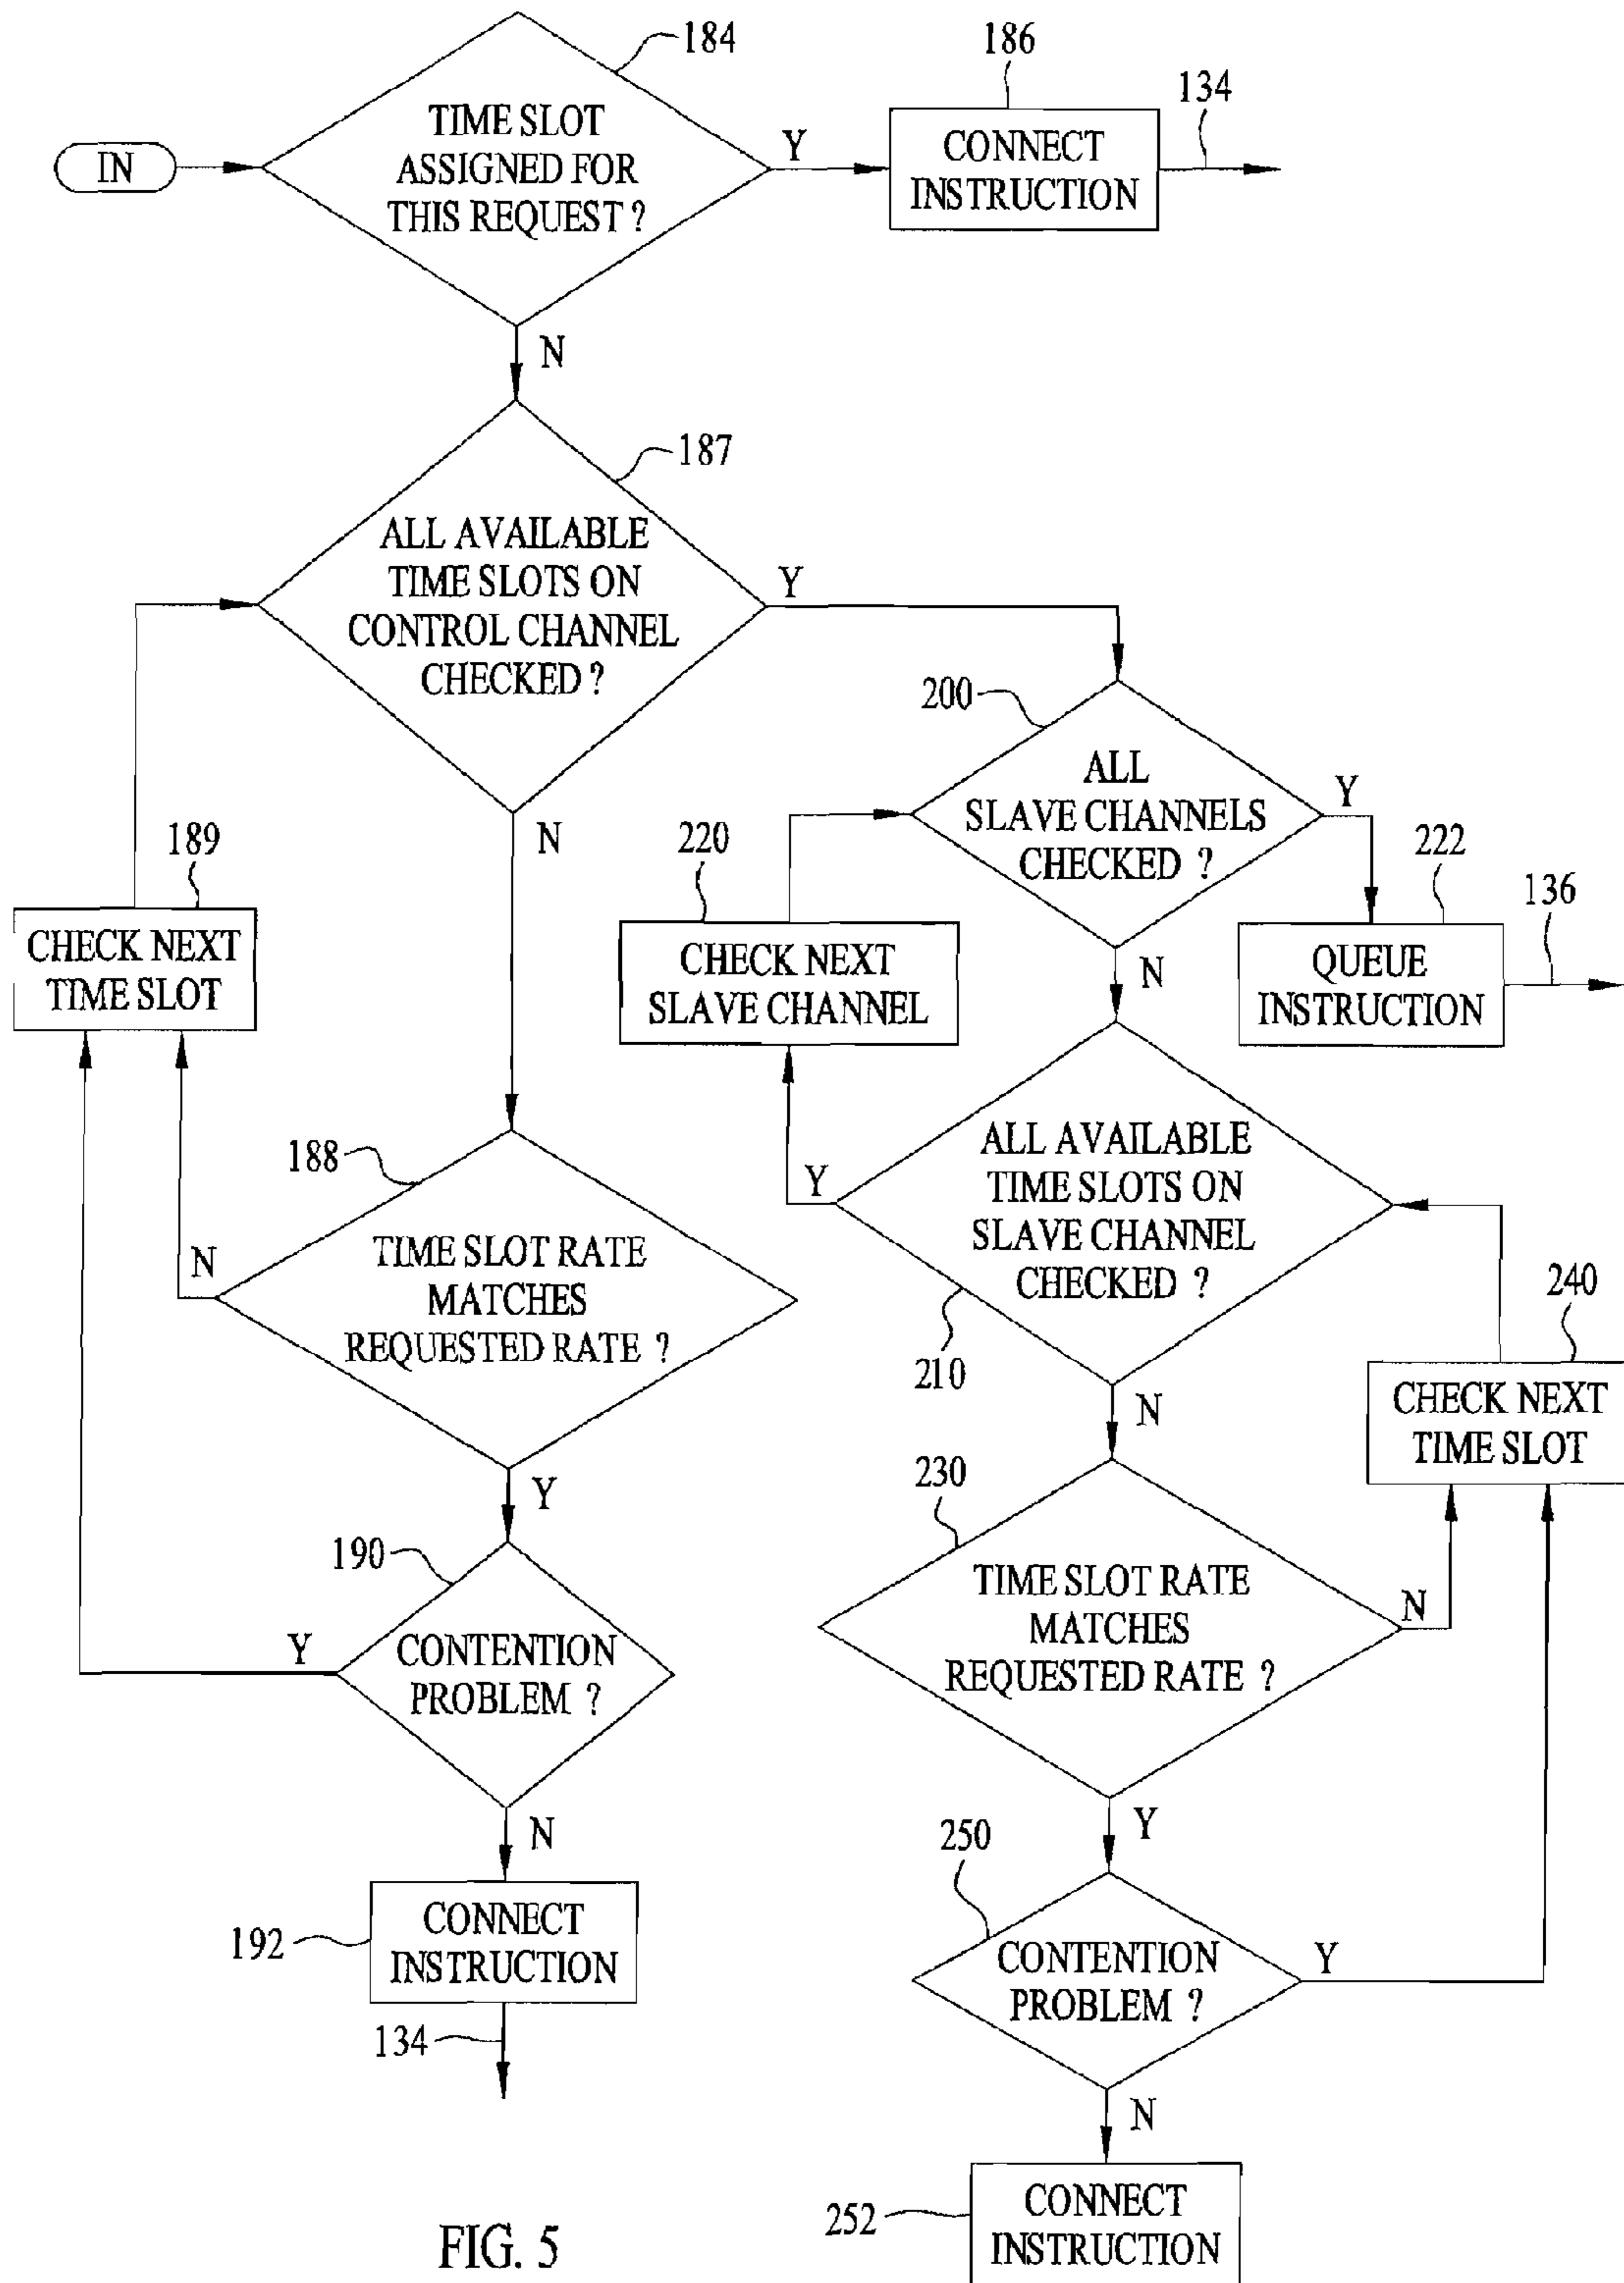 184
186
134
IN
TIME SLOT
ASSIGNED FOR
THIS REQUEST ?
Y
CONNECT
INSTRUCTION
N
187
ALL AVAILABLE
TIME SLOTS ON
CONTROL CHANNEL
CHECKED ?
Y
N
200
ALL
SLAVE CHANNELS
CHECKED ?
Y
N
189
CHECK NEXT
TIME SLOT
220
CHECK NEXT
SLAVE CHANNEL
222
QUEUE
INSTRUCTION
136
188
TIME SLOT RATE
MATCHES
REQUESTED RATE ?
N
Y
ALL AVAILABLE
TIME SLOTS ON
SLAVE CHANNEL
CHECKED ?
Y
210
N
240
CHECK NEXT
TIME SLOT
190
CONTENTION
PROBLEM ?
Y
N
230
TIME SLOT RATE
MATCHES
REQUESTED RATE ?
N
Y
192
CONNECT
INSTRUCTION
134
250
CONTENTION
PROBLEM ?
Y
N
252
CONNECT
INSTRUCTION
FIG. 5